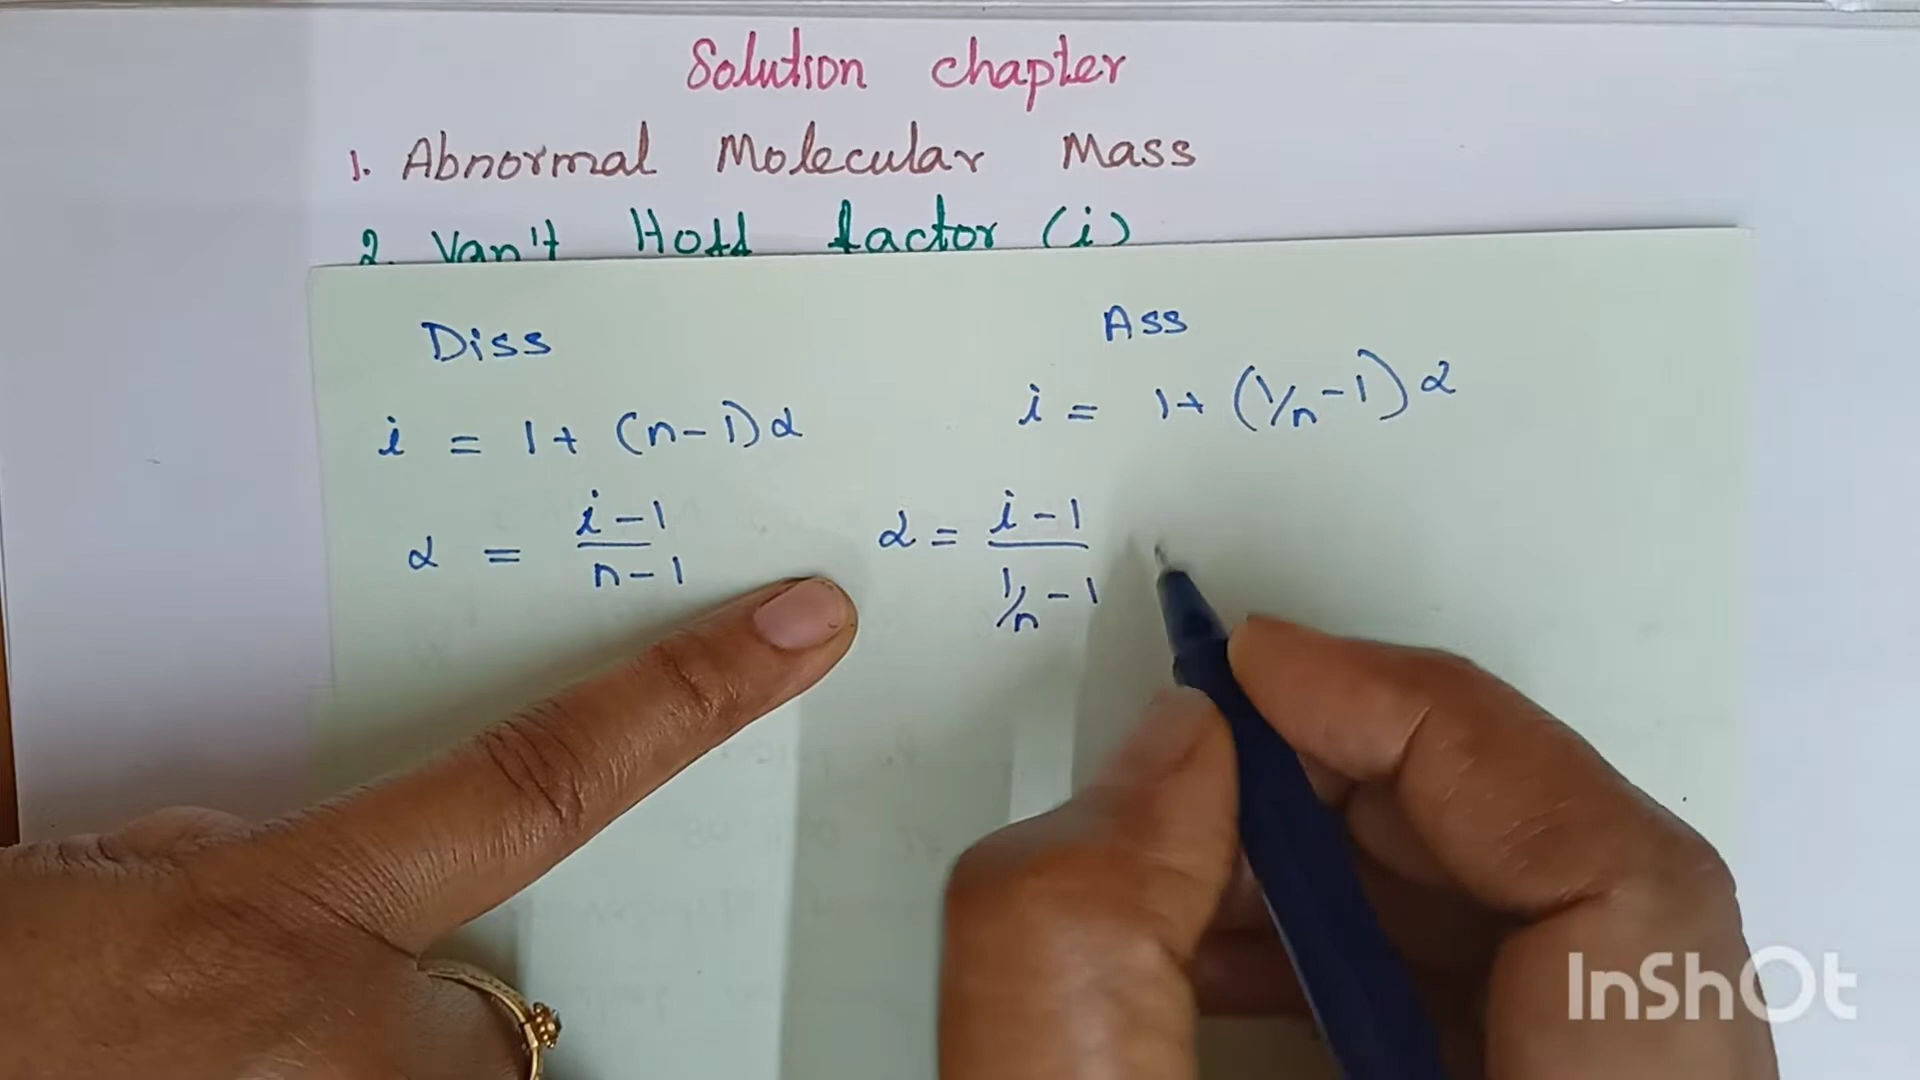 Solution chapter
1. Abnormal Molecular Mass
2. Van't Hoff factor (i)
Diss
i = 1 + (n-1)α
α = i-1/n-1
Ass
i = 1+ (1/n-1)α
α = i-1/1/n-1
InShOt